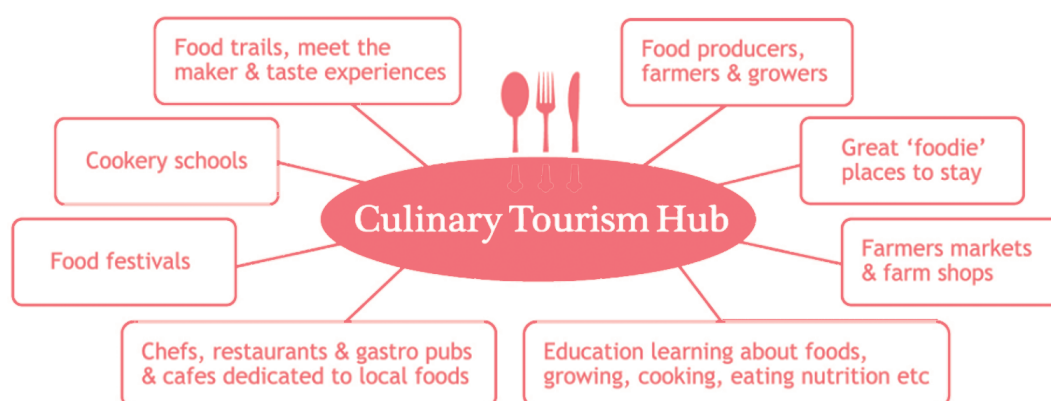 Food trails, meet the
maker & taste experiences
Food producers,
farmers & growers
Cookery schools
Great ‘foodie’
places to stay
Culinary Tourism Hub
Food festivals
Farmers markets
& farm shops
Chefs, restaurants & gastro pubs
& cafes dedicated to local foods
Education learning about foods,
growing, cooking, eating nutrition etc